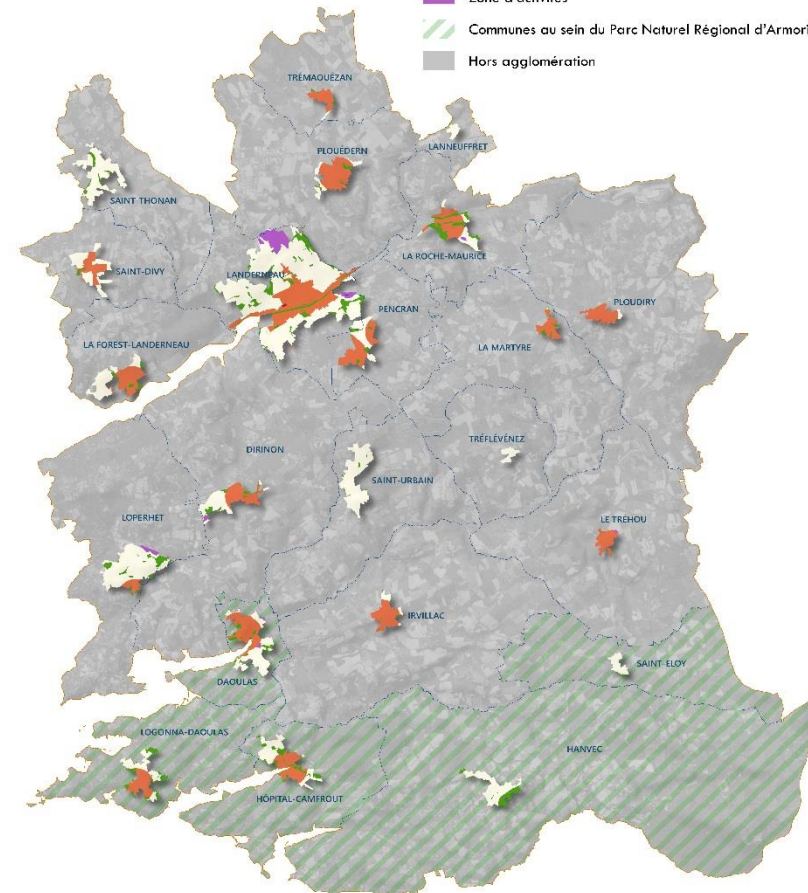 Zone d'activités
Communes au sein du Parc Naturel Régional d'Armori
Hors agglomération
TRÉMAOUÉZAN
PLOUÉDERN
LANNEUFFRET
SAINT-THONAN
LA ROCHE-MAURICE
SAINT-DIVY
LANDERNEAU
PENCRAN
PLOUDIRY
LA FOREST-LANDERNEAU
LA MARTYRE
TRÉFLÉVÉNEZ
DIRINON
SAINT-URBAIN
LOPERHET
LE TRÉHOU
IRVILLAC
SAINT-ELOY
DAOULAS
LOGONNA-DAOULAS
HANVEC
HÔPITAL-CAMFROUT